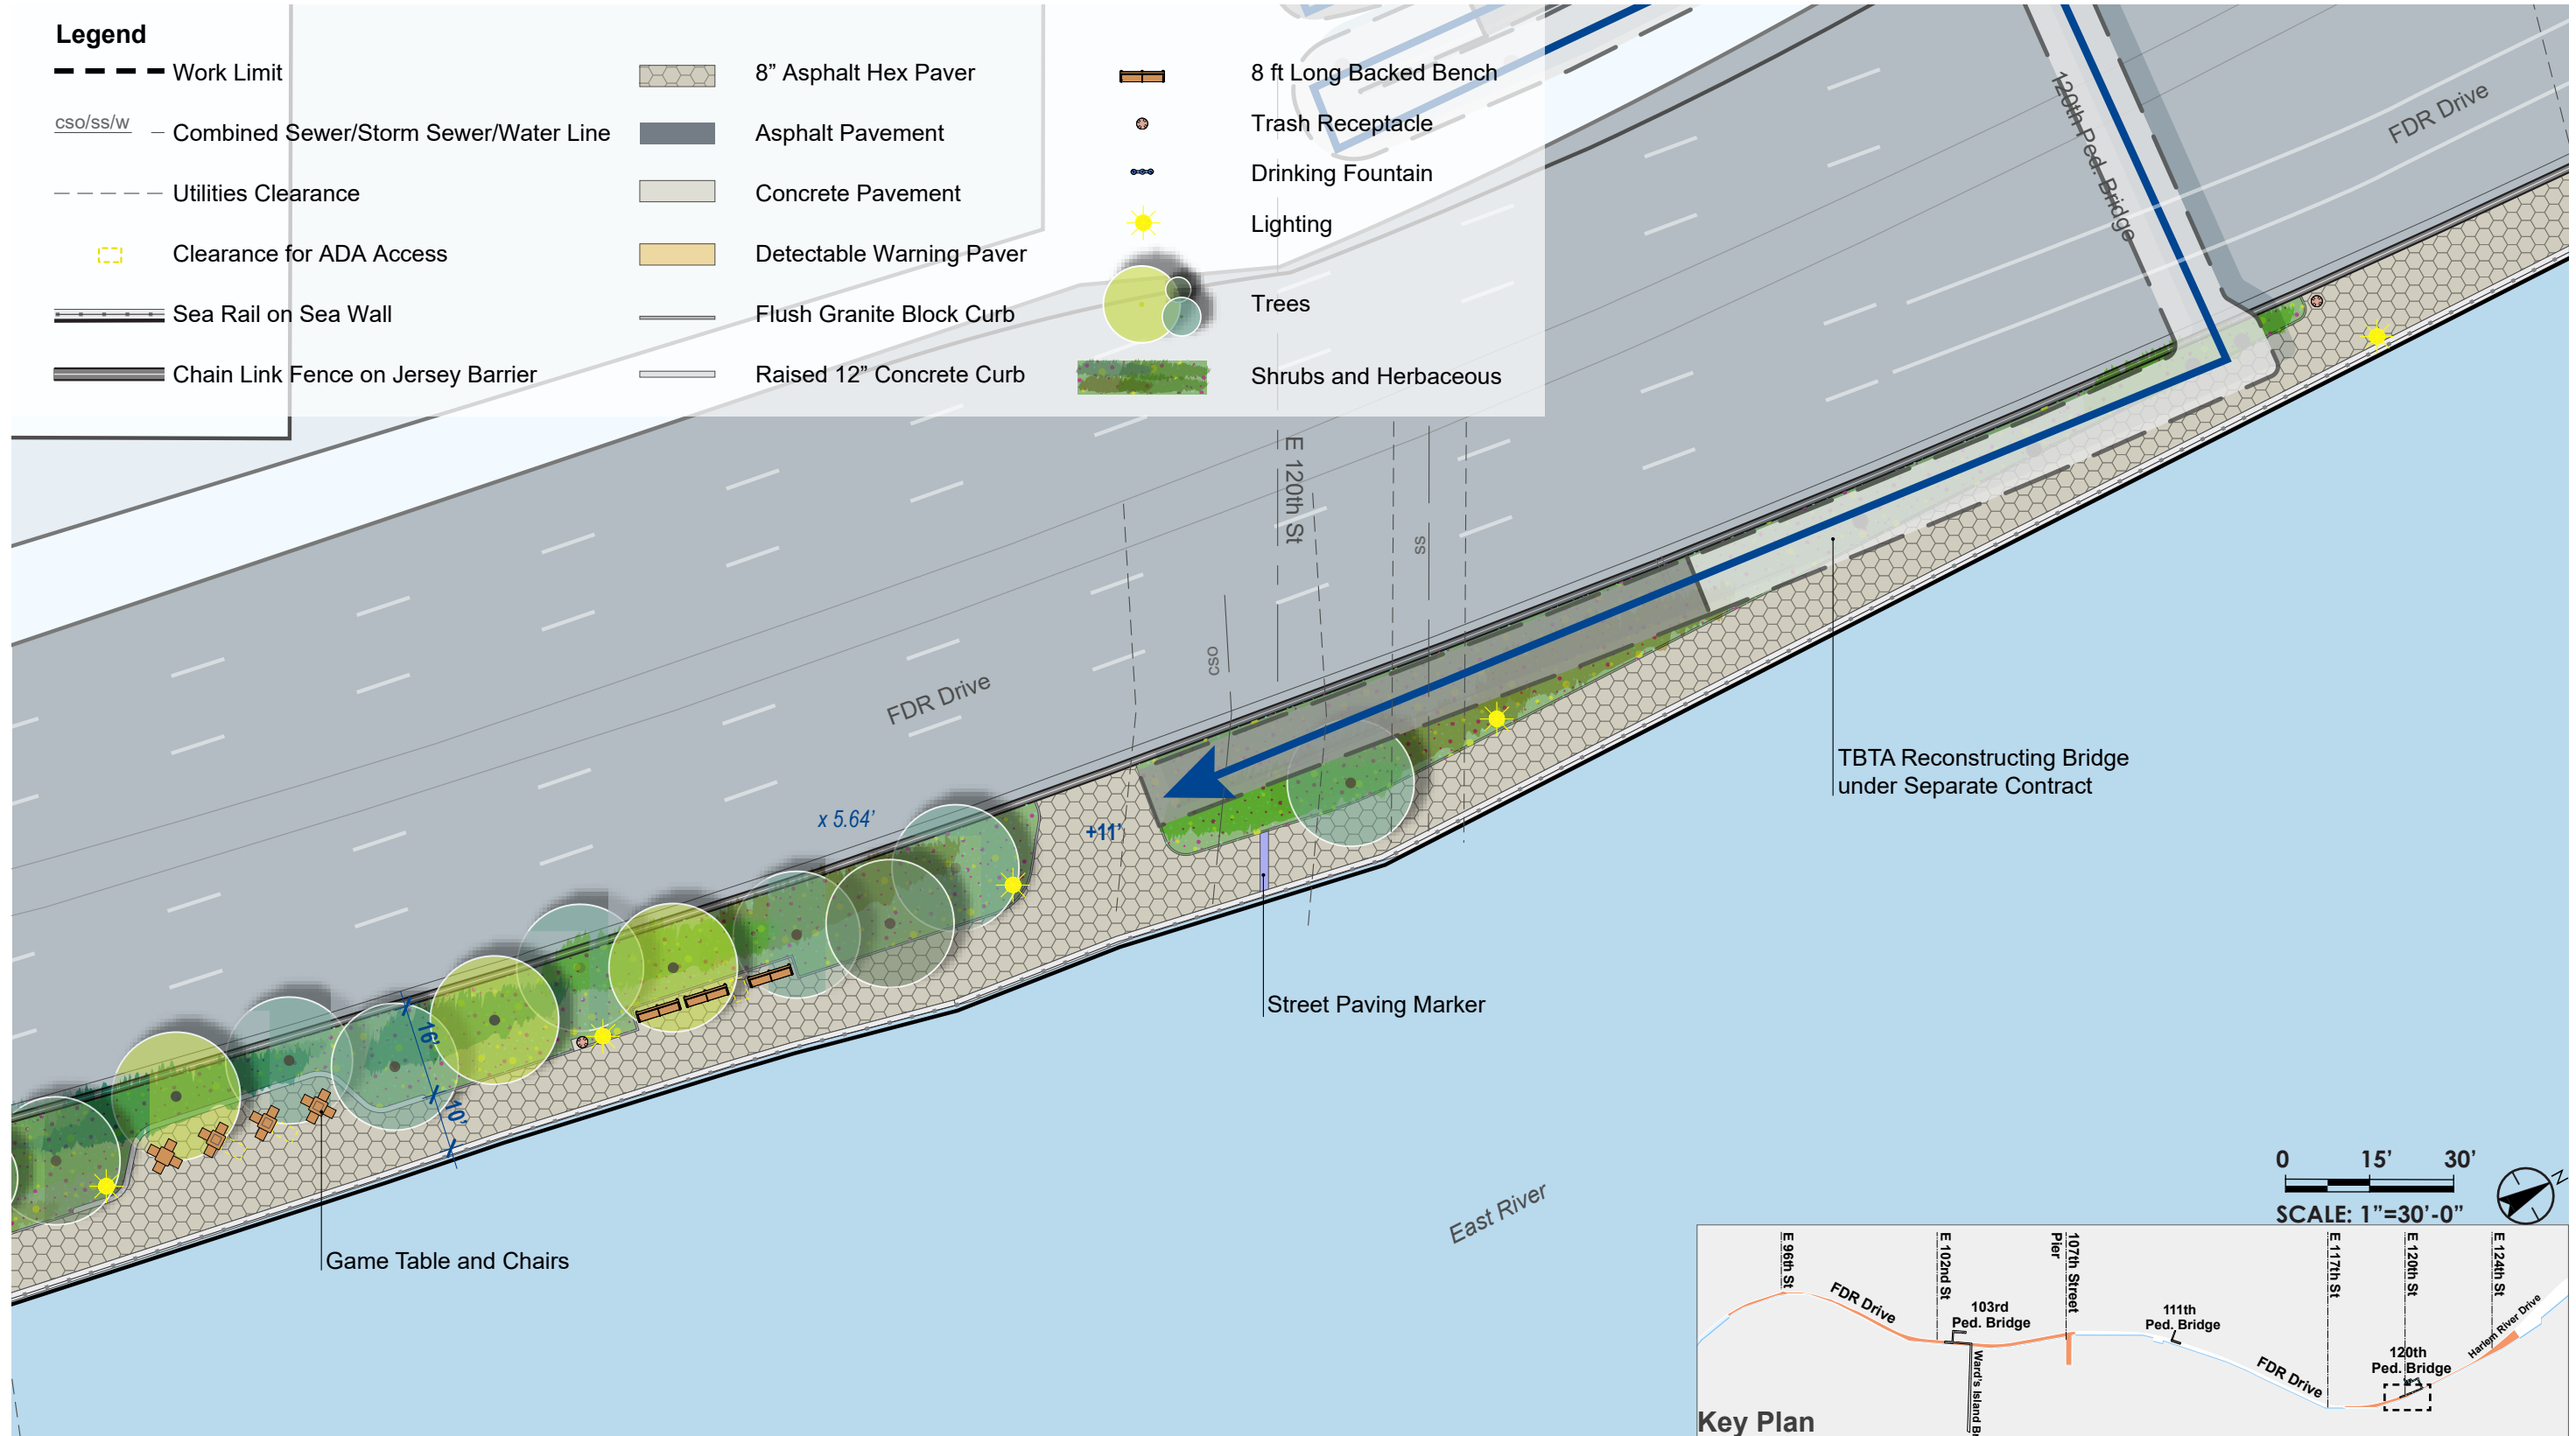 Legend
Work Limit
cso/ss/w
Combined Sewer/Storm Sewer/Water Line
Utilities Clearance
Clearance for ADA Access
Sea Rail on Sea Wall
Chain Link Fence on Jersey Barrier
8” Asphalt Hex Paver
Asphalt Pavement
Concrete Pavement
Detectable Warning Paver
Flush Granite Block Curb
Raised 12” Concrete Curb
8 ft Long Backed Bench
Trash Receptacle
Drinking Fountain
Lighting
Trees
Shrubs and Herbaceous
120th Ped. Bridge
FDR Drive
E 120th St
ss
cso
FDR Drive
x 5.64’
+11’
TBTA Reconstructing Bridge
under Separate Contract
Street Paving Marker
16’
10’
Game Table and Chairs
East River
0 15’ 30’
SCALE: 1”=30’-0”
N
E 96th St
E 102nd St
107th Street
Pier
E 117th St
E 120th St
E 124th St
FDR Drive
103rd
Ped. Bridge
111th
Ped. Bridge
Ward's Island
FDR Drive
120th
Ped. Bridge
Harlem River Drive
Key Plan